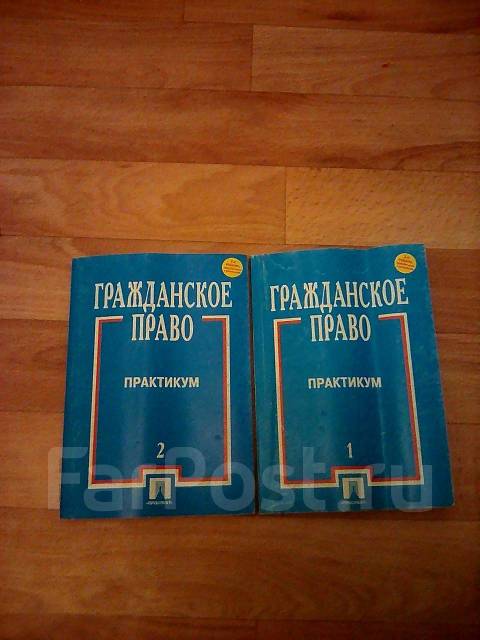 ГРАЖДАНСКОЕ
ПРАВО
ПРАКТИКУМ
2
ГРАЖДАНСКОЕ
ПРАВО
ПРАКТИКУМ
1
FarPost.ru